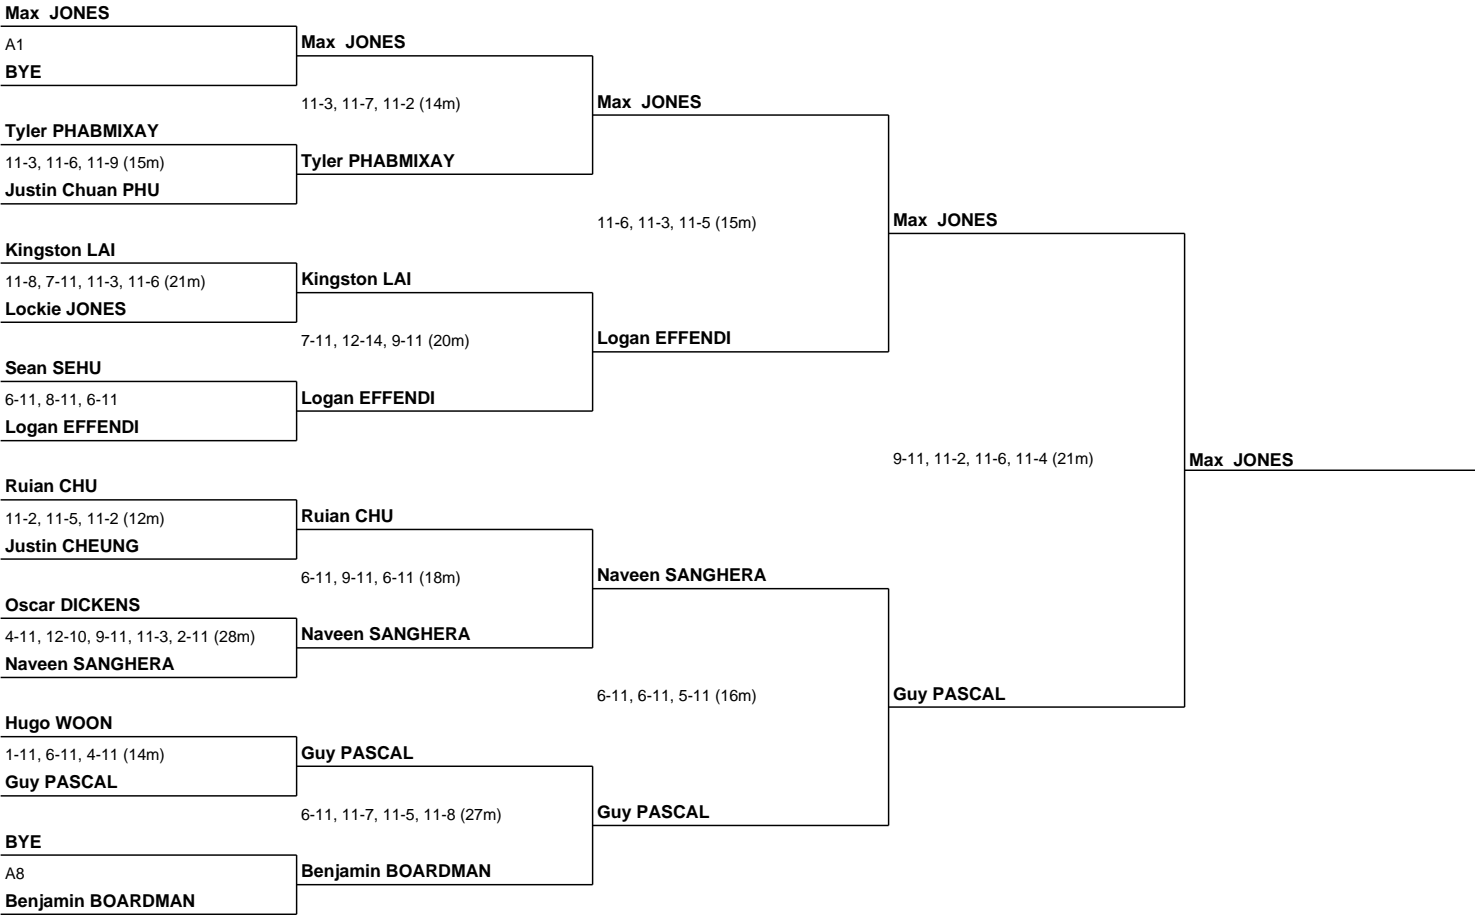 Max  JONES
A1
BYE
Tyler PHABMIXAY
11-3, 11-6, 11-9 (15m)
Justin Chuan PHU
Kingston LAI
11-8, 7-11, 11-3, 11-6 (21m)
Lockie JONES
Sean SEHU
6-11, 8-11, 6-11
Logan EFFENDI
Ruian CHU
11-2, 11-5, 11-2 (12m)
Justin CHEUNG
Oscar DICKENS
4-11, 12-10, 9-11, 11-3, 2-11 (28m)
Naveen SANGHERA
Hugo WOON
1-11, 6-11, 4-11 (14m)
Guy PASCAL
BYE
A8
Benjamin BOARDMAN
Max  JONES
11-3, 11-7, 11-2 (14m)
Tyler PHABMIXAY
Kingston LAI
7-11, 12-14, 9-11 (20m)
Logan EFFENDI
Ruian CHU
6-11, 9-11, 6-11 (18m)
Naveen SANGHERA
Guy PASCAL
6-11, 11-7, 11-5, 11-8 (27m)
Benjamin BOARDMAN
Max  JONES
11-6, 11-3, 11-5 (15m)
Logan EFFENDI
Naveen SANGHERA
6-11, 6-11, 5-11 (16m)
Guy PASCAL
Max  JONES
9-11, 11-2, 11-6, 11-4 (21m)
Guy PASCAL
Max  JONES